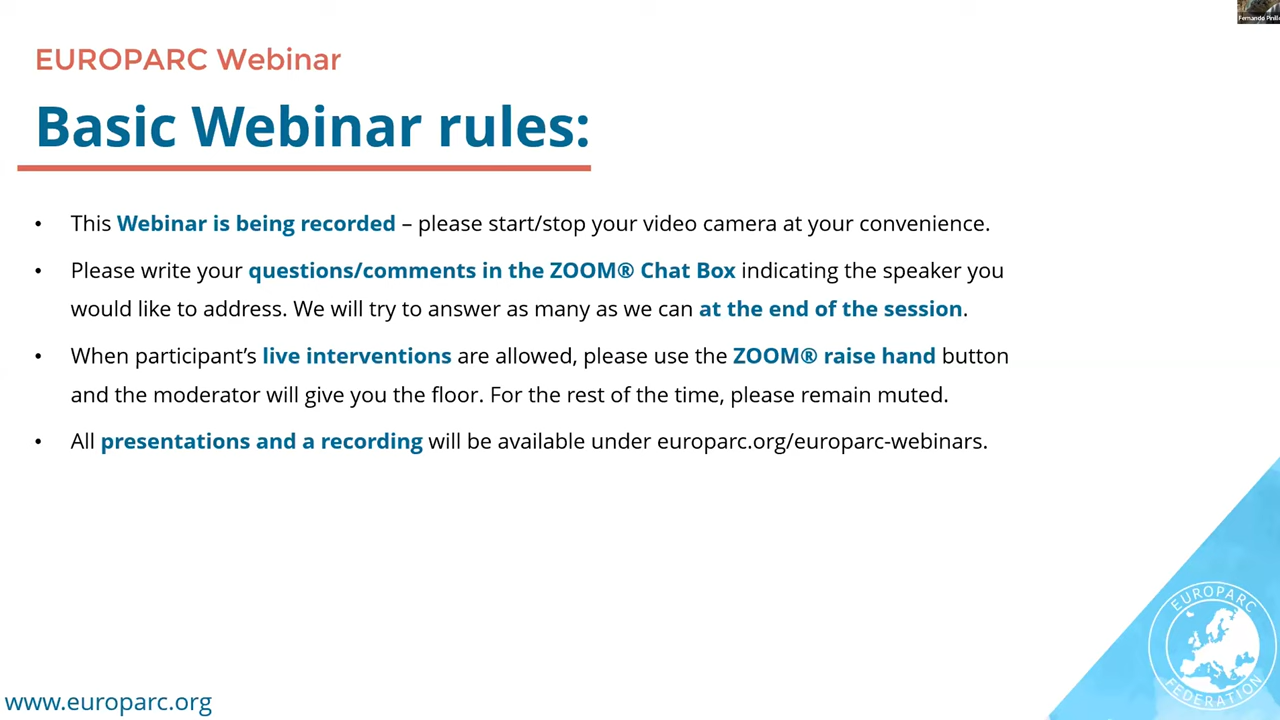 Fernando Pinill
EUROPARC Webinar
Basic Webinar rules:
• This Webinar is being recorded – please start/stop your video camera at your convenience.
• Please write your questions/comments in the ZOOM® Chat Box indicating the speaker you
would like to address. We will try to answer as many as we can at the end of the session.
• When participant's live interventions are allowed, please use the ZOOM® raise hand button
and the moderator will give you the floor. For the rest of the time, please remain muted.
• All presentations and a recording will be available under europarc.org/europarc-webinars.
EUROPARC
FEDERATION
www.europarc.org